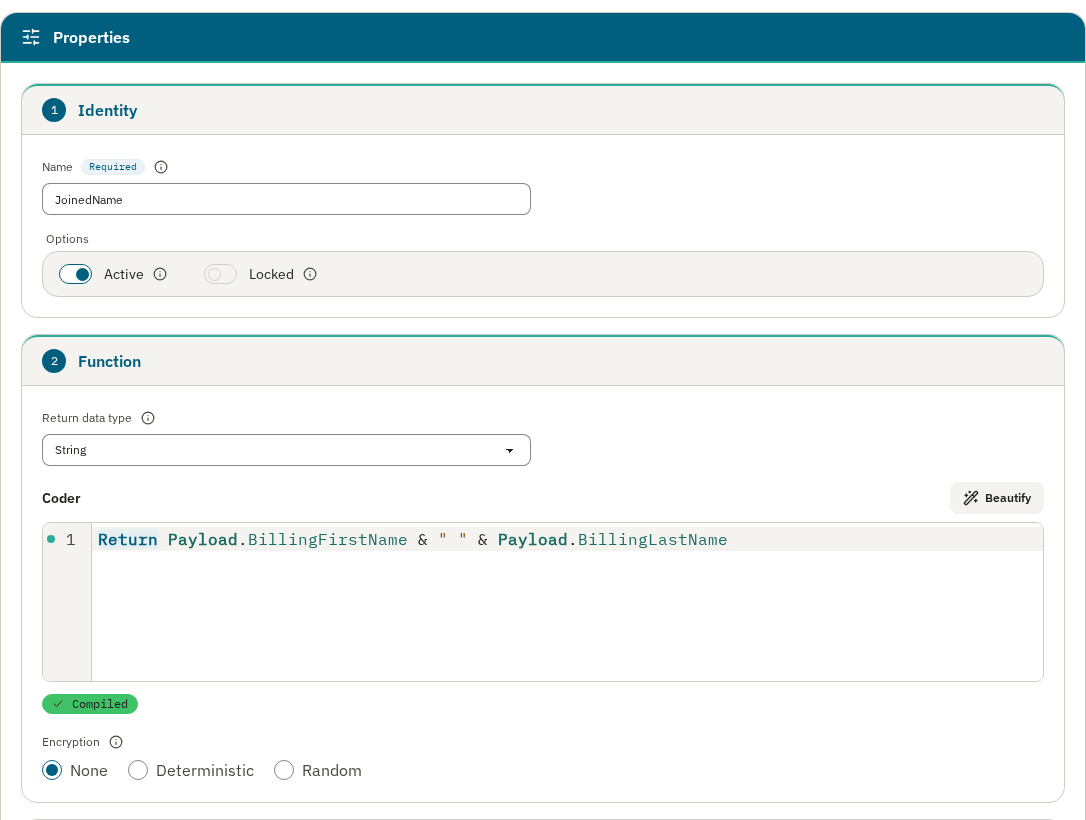 Properties
1 Identity
Name Required
JoinedName
Options
Active Locked
2 Function
Return data type
String
Coder Beautify
1 Return Payload.BillingFirstName & " " & Payload.BillingLastName
Compiled
Encryption
None Deterministic Random